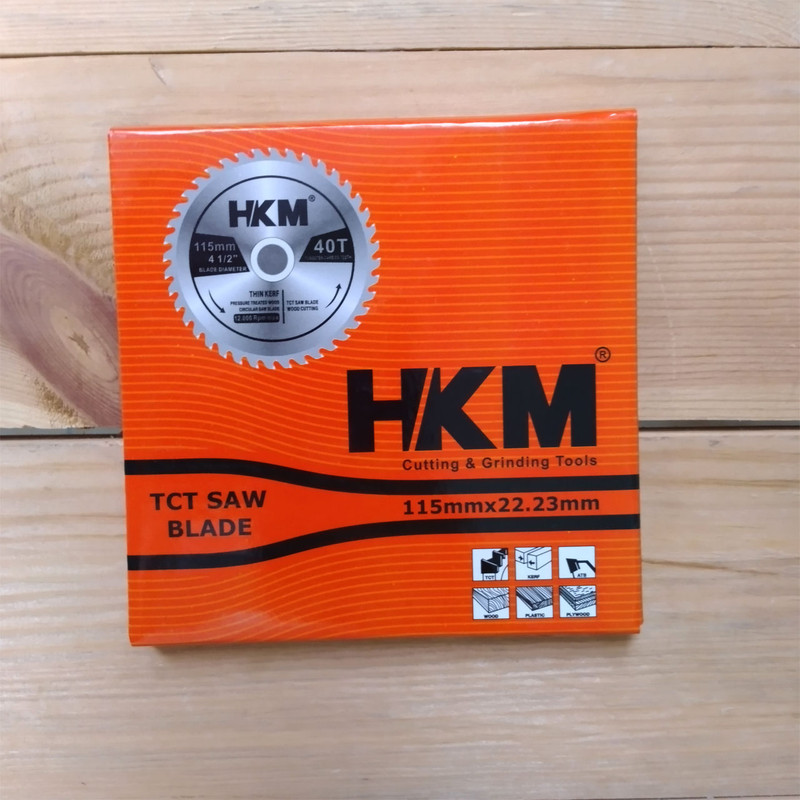 HKM®
115mm
4 1/2"
BLADE DIAMETER
40T
THIN KERF
PRESSURE TREATED WOOD
CIRCULAR SAW BLADE
TCT SAW BLADE
WOOD CUTTING
HKM®
Cutting & Grinding Tools
TCT SAW
BLADE
115mmx22.23mm
TCT
KERF
ATB
WOOD
PLASTIC
PLYWOOD